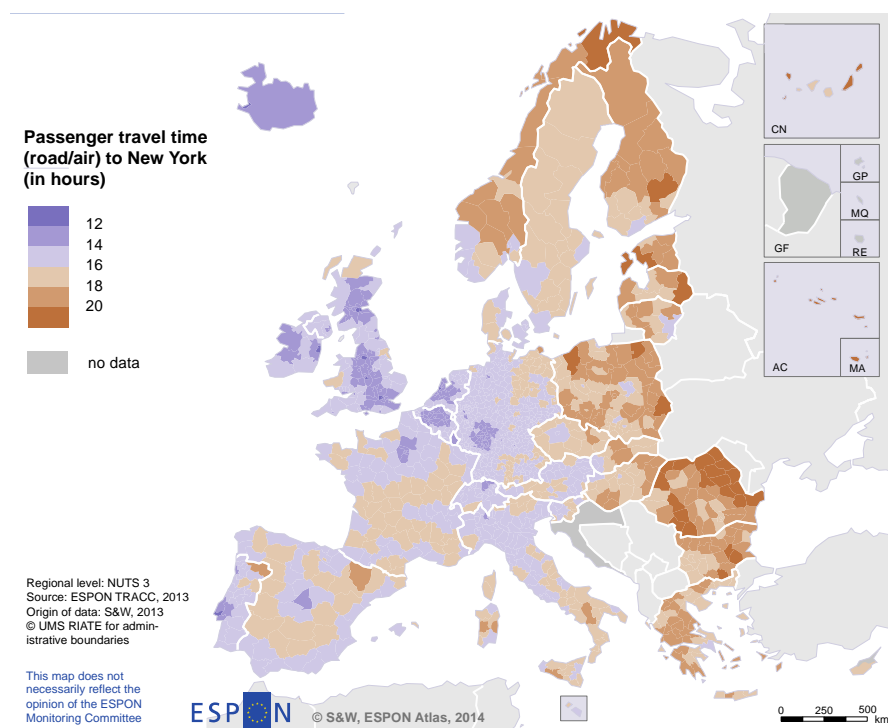 Passenger travel time
(road/air) to New York
(in hours)
12
14
16
18
20
no data
CN
GP
MQ
GF
RE
AC
MA
Regional level: NUTS 3
Source: ESPON TRACC, 2013
Origin of data: S&W, 2013
© UMS RIATE for admin-
istrative boundaries
This map does not
necessarily reflect the
opinion of the ESPON
Monitoring Committee
ESPON
© S&W, ESPON Atlas, 2014
0 250 500
km